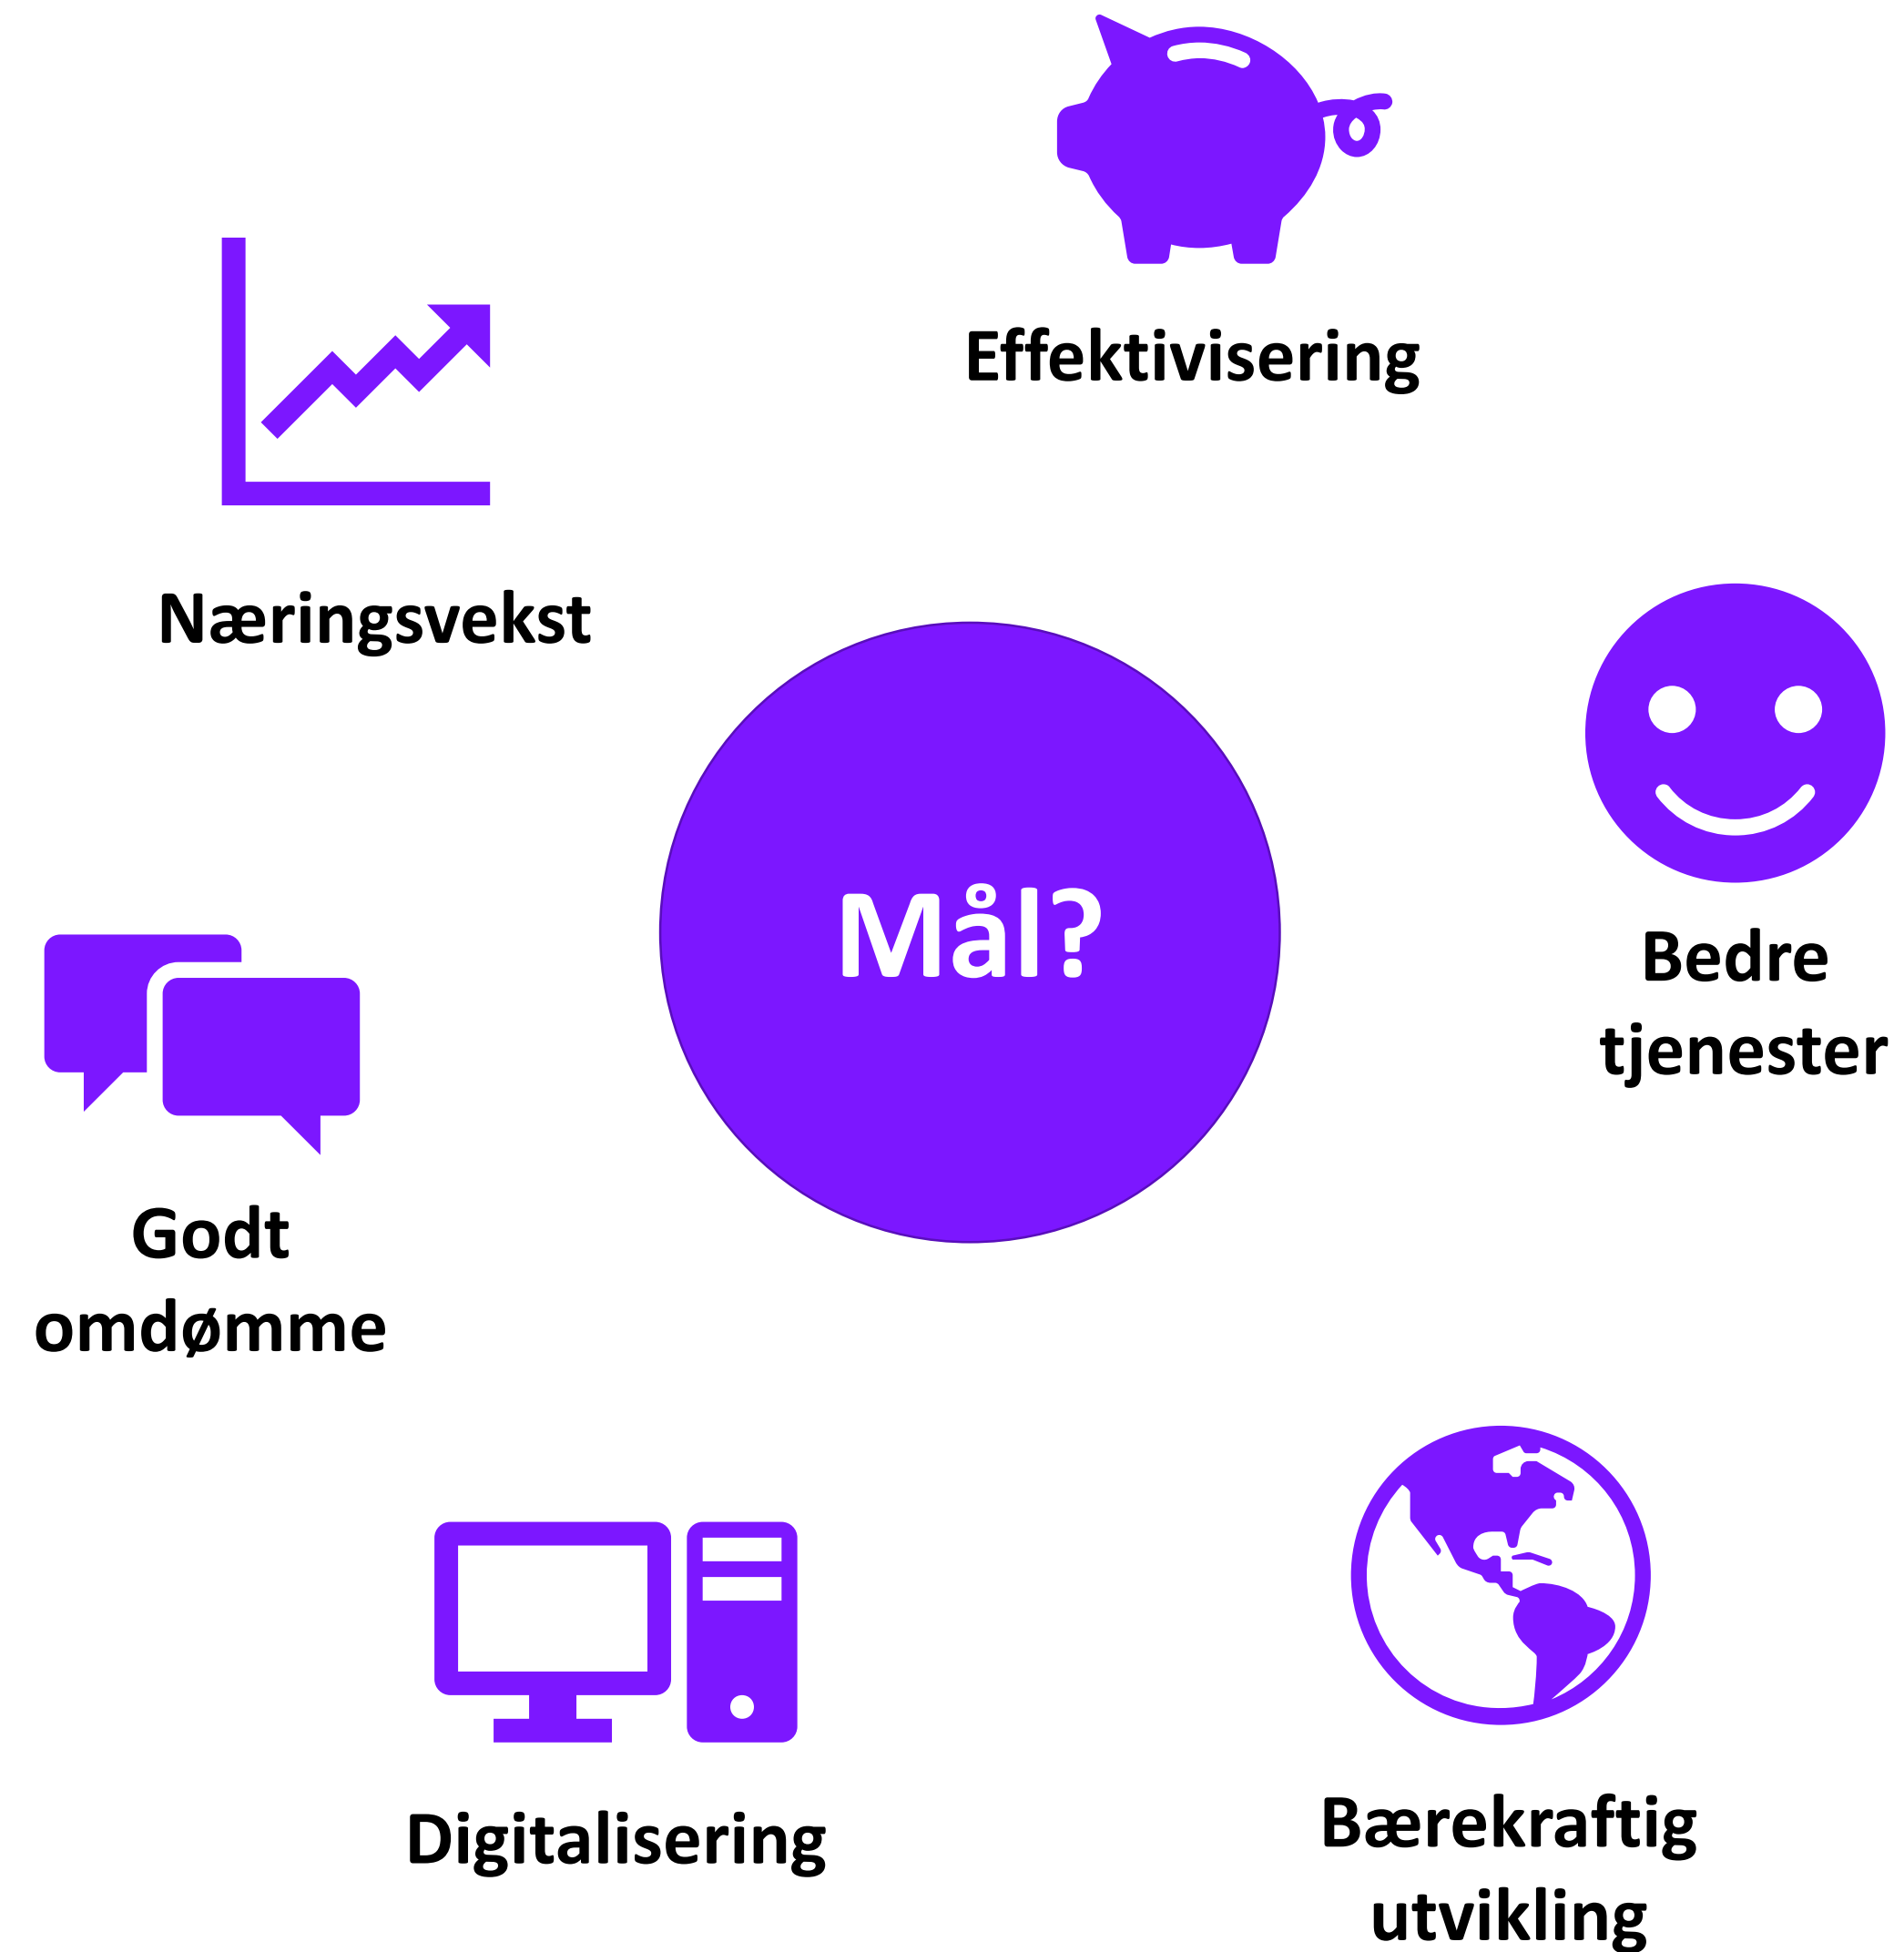 Effektivisering
Næringsvekst
Mål?
Bedre
tjenester
Godt
omdømme
Digitalisering
Bærekraftig
utvikling